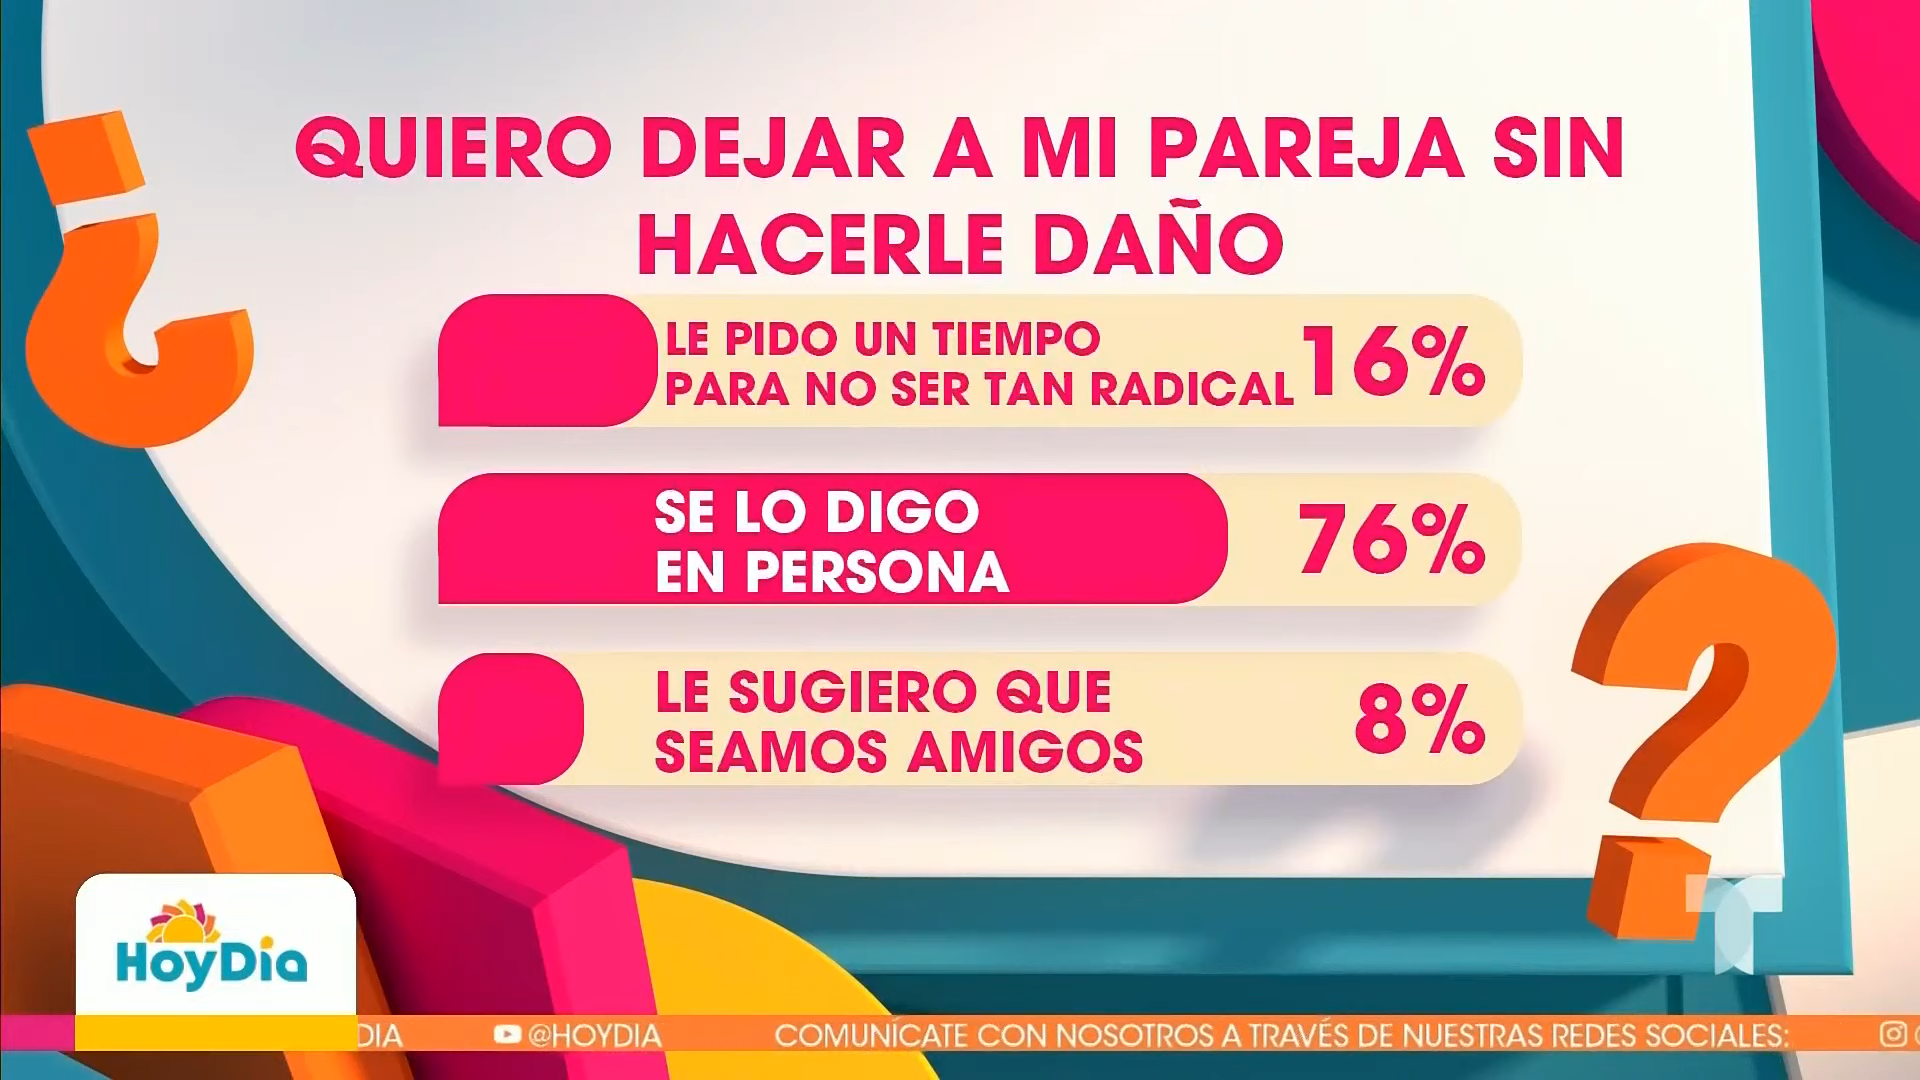 QUIERO DEJAR A MI PAREJA SIN
HACERLE DAÑO
LE PIDO UN TIEMPO
PARA NO SER TAN RADICAL
16%
SE LO DIGO
EN PERSONA
76%
LE SUGIERO QUE
SEAMOS AMIGOS
8%
HoyDía
DIA @HOYDIA COMUNÍCATE CON NOSOTROS A TRAVÉS DE NUESTRAS REDES SOCIALES: